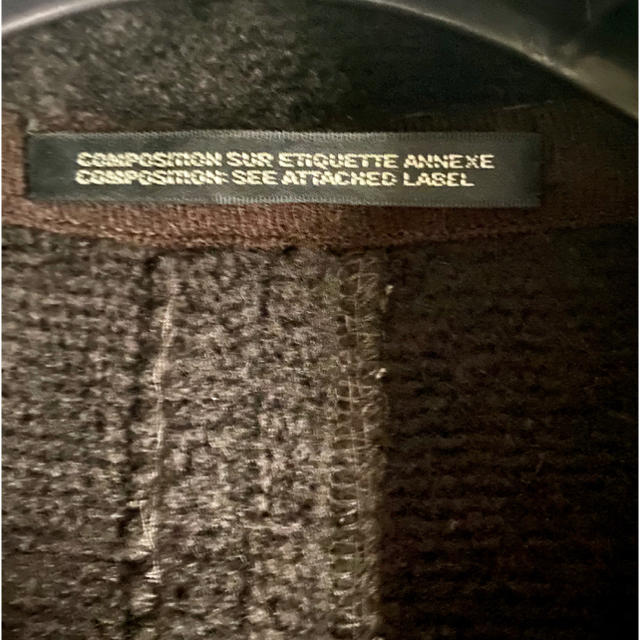 COMPOSITION SUR ETIQUETTE ANNEXE
COMPOSITION: SEE ATTACHED LABEL